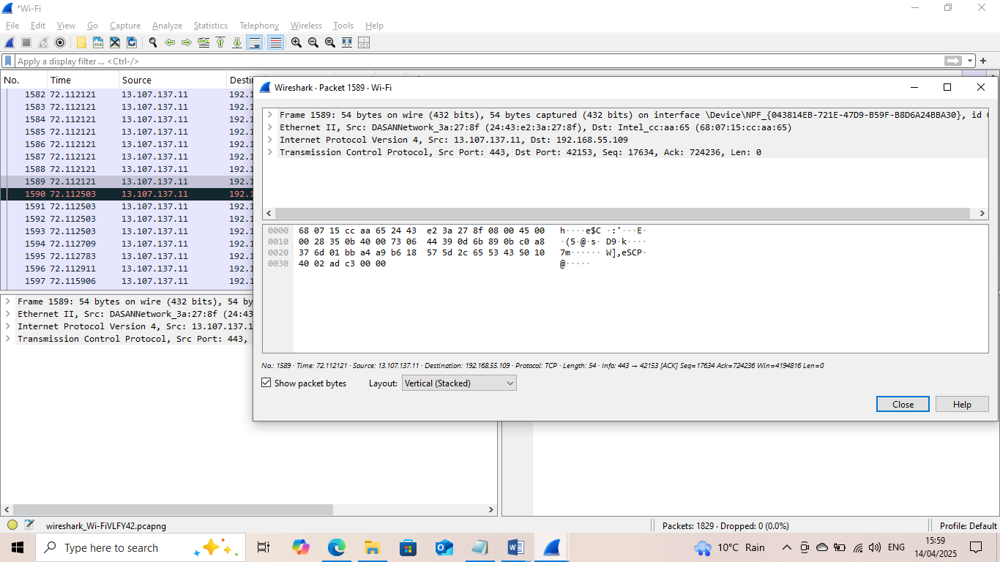 *Wi-Fi
File Edit View Go Capture Analyze Statistics Telephony Wireless Tools Help
Apply a display filter ... <Ctrl-/>
No. Time Source Desti
1582 72.112121 13.107.137.11 192.1
1583 72.112121 13.107.137.11 192.1
1584 72.112121 13.107.137.11 192.1
1585 72.112121 13.107.137.11 192.1
1586 72.112121 13.107.137.11 192.1
1587 72.112121 13.107.137.11 192.1
1588 72.112121 13.107.137.11 192.1
1589 72.112121 13.107.137.11 192.1
1590 72.112503 13.107.137.11 192.1
1591 72.112503 13.107.137.11 192.1
1592 72.112503 13.107.137.11 192.1
1593 72.112503 13.107.137.11 192.1
1594 72.112709 13.107.137.11 192.1
1595 72.112783 13.107.137.11 192.1
1596 72.112911 13.107.137.11 192.1
1597 72.115906 13.107.137.11 192.1
Frame 1589: 54 bytes on wire (432 bits), 54 by
Ethernet II, Src: DASANNetwork_3a:27:8f (24:43
Internet Protocol Version 4, Src: 13.107.137.1
Transmission Control Protocol, Src Port: 443,
Wireshark · Packet 1589 · Wi-Fi
Frame 1589: 54 bytes on wire (432 bits), 54 bytes captured (432 bits) on interface \Device\NPF_{043814EB-721E-47D9-B59F-B8D6A24BBA30}, id
Ethernet II, Src: DASANNetwork_3a:27:8f (24:43:e2:3a:27:8f), Dst: Intel_cc:aa:65 (68:07:15:cc:aa:65)
Internet Protocol Version 4, Src: 13.107.137.11, Dst: 192.168.55.109
Transmission Control Protocol, Src Port: 443, Dst Port: 42153, Seq: 17634, Ack: 724236, Len: 0
0000 68 07 15 cc aa 65 24 43 e2 3a 27 8f 08 00 45 00 h····e$C ·:'···E·
0010 00 28 35 0b 40 00 73 06 44 39 0d 6b 89 0b c0 a8 ·(5·@·s· D9·k····
0020 37 6d 01 bb a4 a9 b6 18 57 5d 2c 65 53 43 50 10 7m······ W],eSCP·
0030 40 02 ad c3 00 00 @·····
No.: 1589 · Time: 72.112121 · Source: 13.107.137.11 · Destination: 192.168.55.109 · Protocol: TCP · Length: 54 · Info: 443 → 42153 [ACK] Seq=17634 Ack=724236 Win=4194816 Len=0
Show packet bytes Layout: Vertical (Stacked)
Close Help
wireshark_Wi-FiVLFY42.pcapng Packets: 1829 · Dropped: 0 (0.0%) Profile: Default
Type here to search 10°C Rain ENG 15:59
14/04/2025